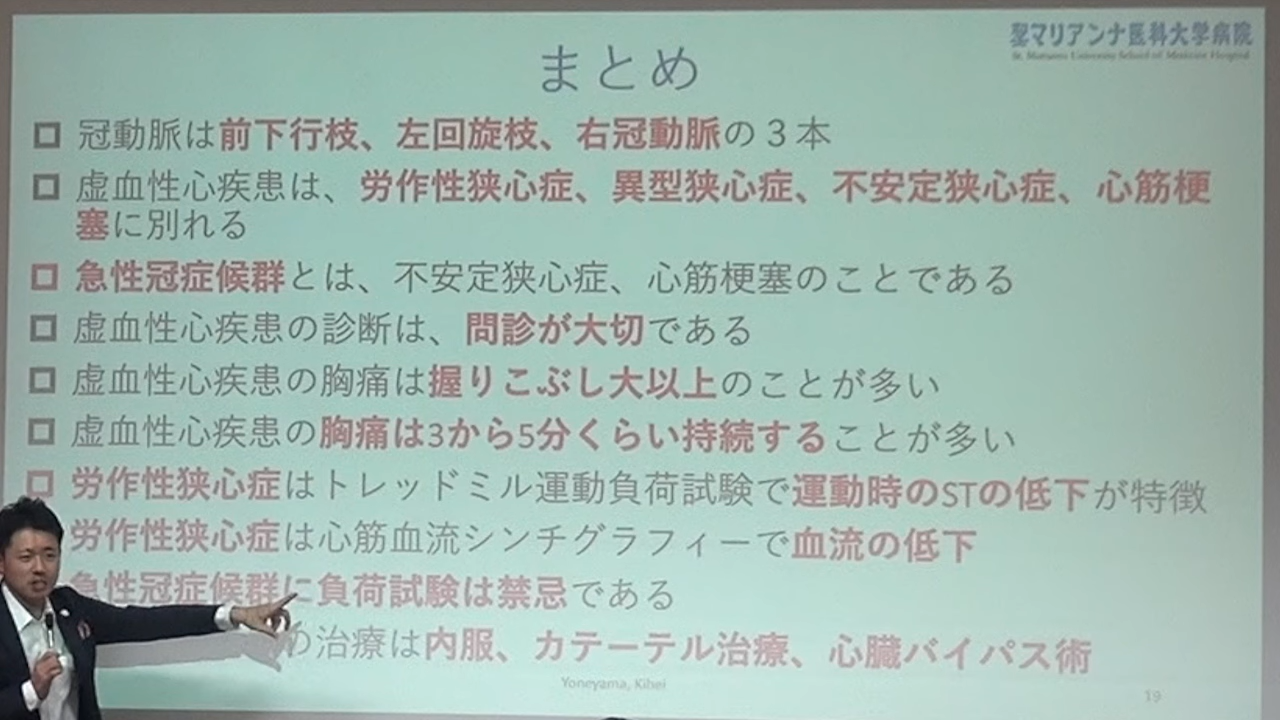 聖マリアンナ医科大学病院
St. Marianna University School of Medicine Hospital
まとめ
冠動脈は前下行枝、左回旋枝、右冠動脈の３本
虚血性心疾患は、労作性狭心症、異型狭心症、不安定狭心症、心筋梗
塞に別れる
急性冠症候群とは、不安定狭心症、心筋梗塞のことである
虚血性心疾患の診断は、問診が大切である
虚血性心疾患の胸痛は握りこぶし大以上のことが多い
虚血性心疾患の胸痛は3から5分くらい持続することが多い
労作性狭心症はトレッドミル運動負荷試験で運動時のSTの低下が特徴
労作性狭心症は心筋血流シンチグラフィーで血流の低下
急性冠症候群に負荷試験は禁忌である
の治療は内服、カテーテル治療、心臓バイパス術
Yoneyama, Kihei
19